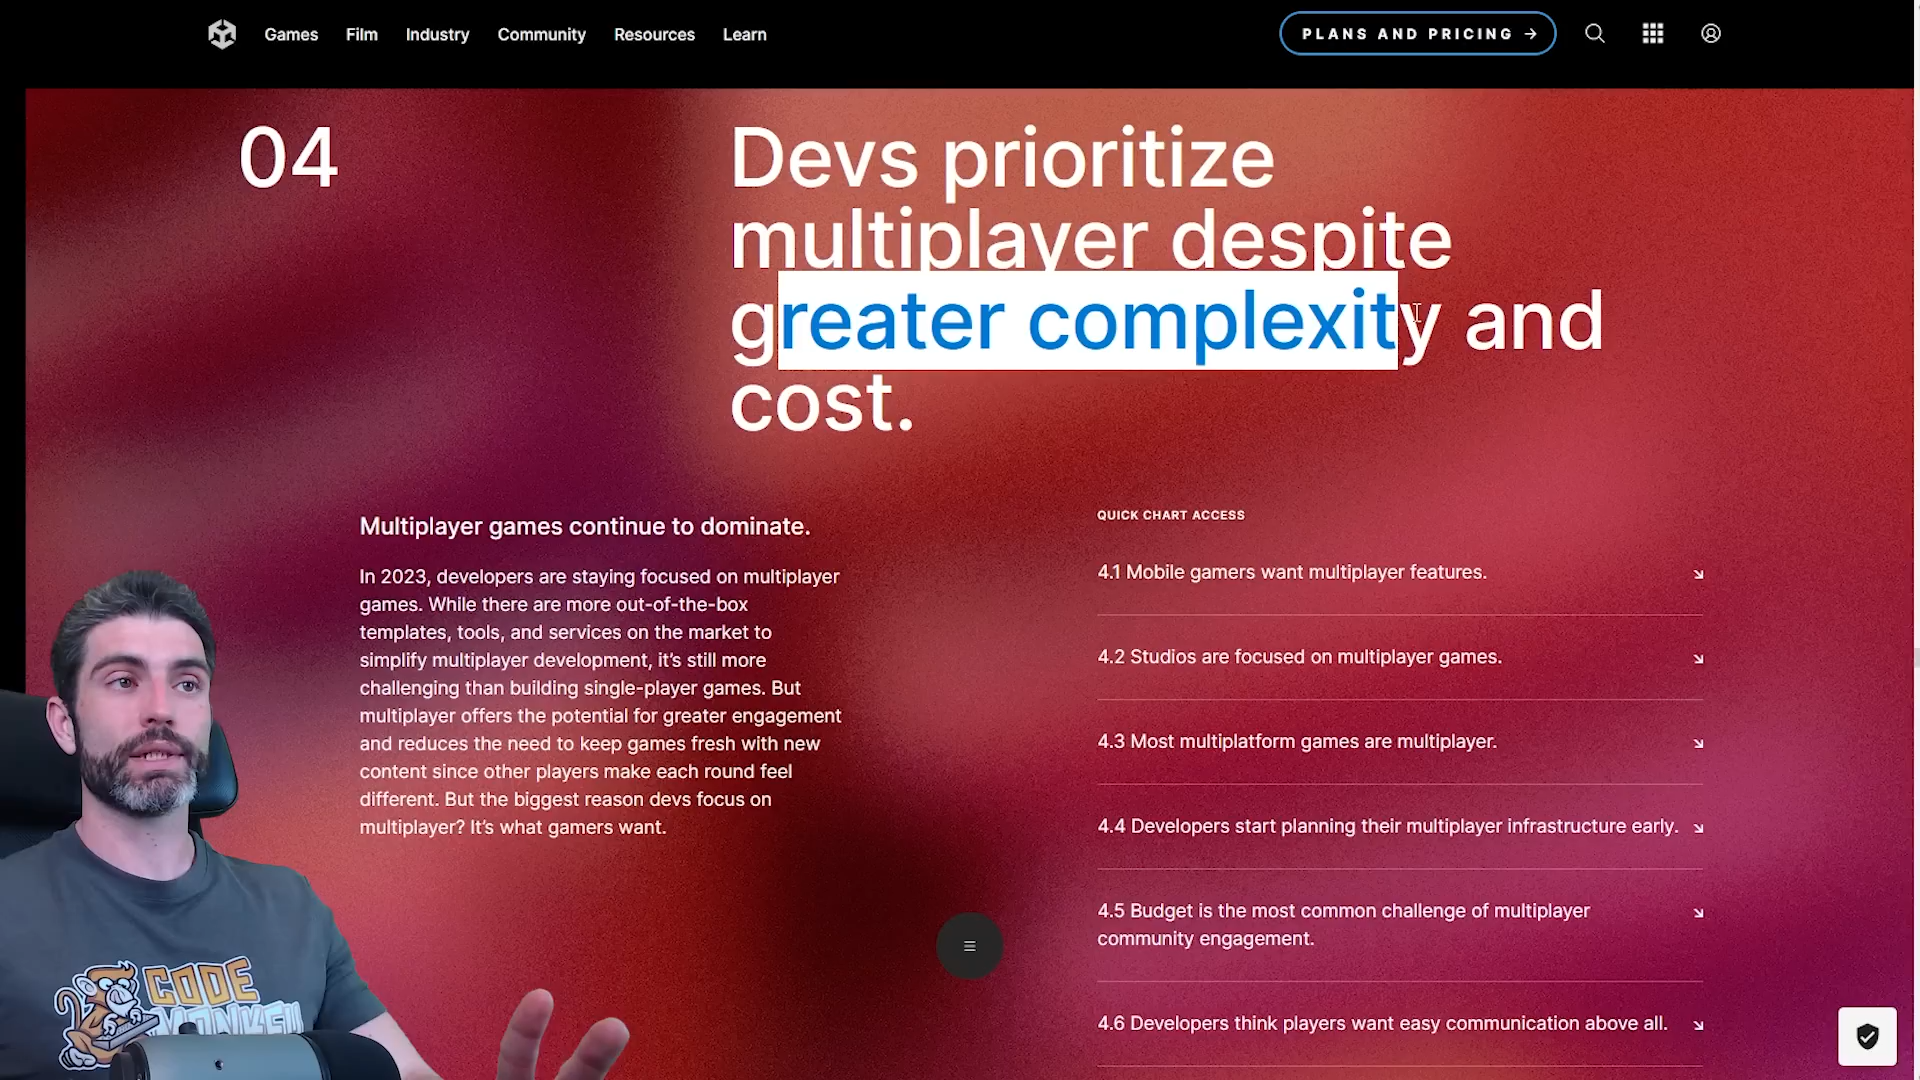 Games Film Industry Community Resources Learn
PLANS AND PRICING →
04
Devs prioritize
multiplayer despite
greater complexity and
cost.
Multiplayer games continue to dominate.
In 2023, developers are staying focused on multiplayer
games. While there are more out-of-the-box
templates, tools, and services on the market to
simplify multiplayer development, it's still more
challenging than building single-player games. But
multiplayer offers the potential for greater engagement
and reduces the need to keep games fresh with new
content since other players make each round feel
different. But the biggest reason devs focus on
multiplayer? It's what gamers want.
QUICK CHART ACCESS
4.1 Mobile gamers want multiplayer features.
4.2 Studios are focused on multiplayer games.
4.3 Most multiplatform games are multiplayer.
4.4 Developers start planning their multiplayer infrastructure early.
4.5 Budget is the most common challenge of multiplayer
community engagement.
4.6 Developers think players want easy communication above all.
CODE
MONKEY